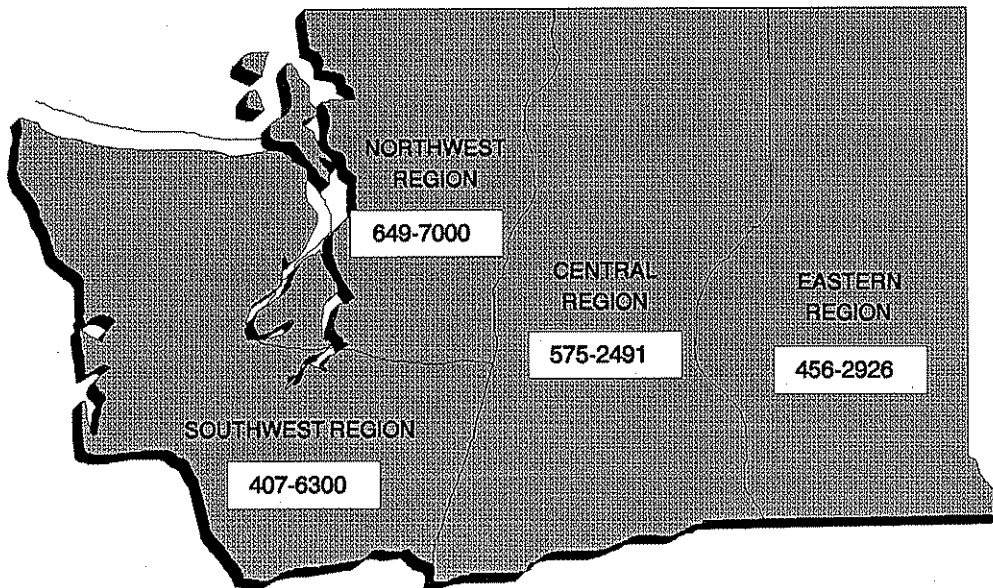 NORTHWEST
REGION
649-7000
CENTRAL
REGION
575-2491
EASTERN
REGION
456-2926
SOUTHWEST REGION
407-6300